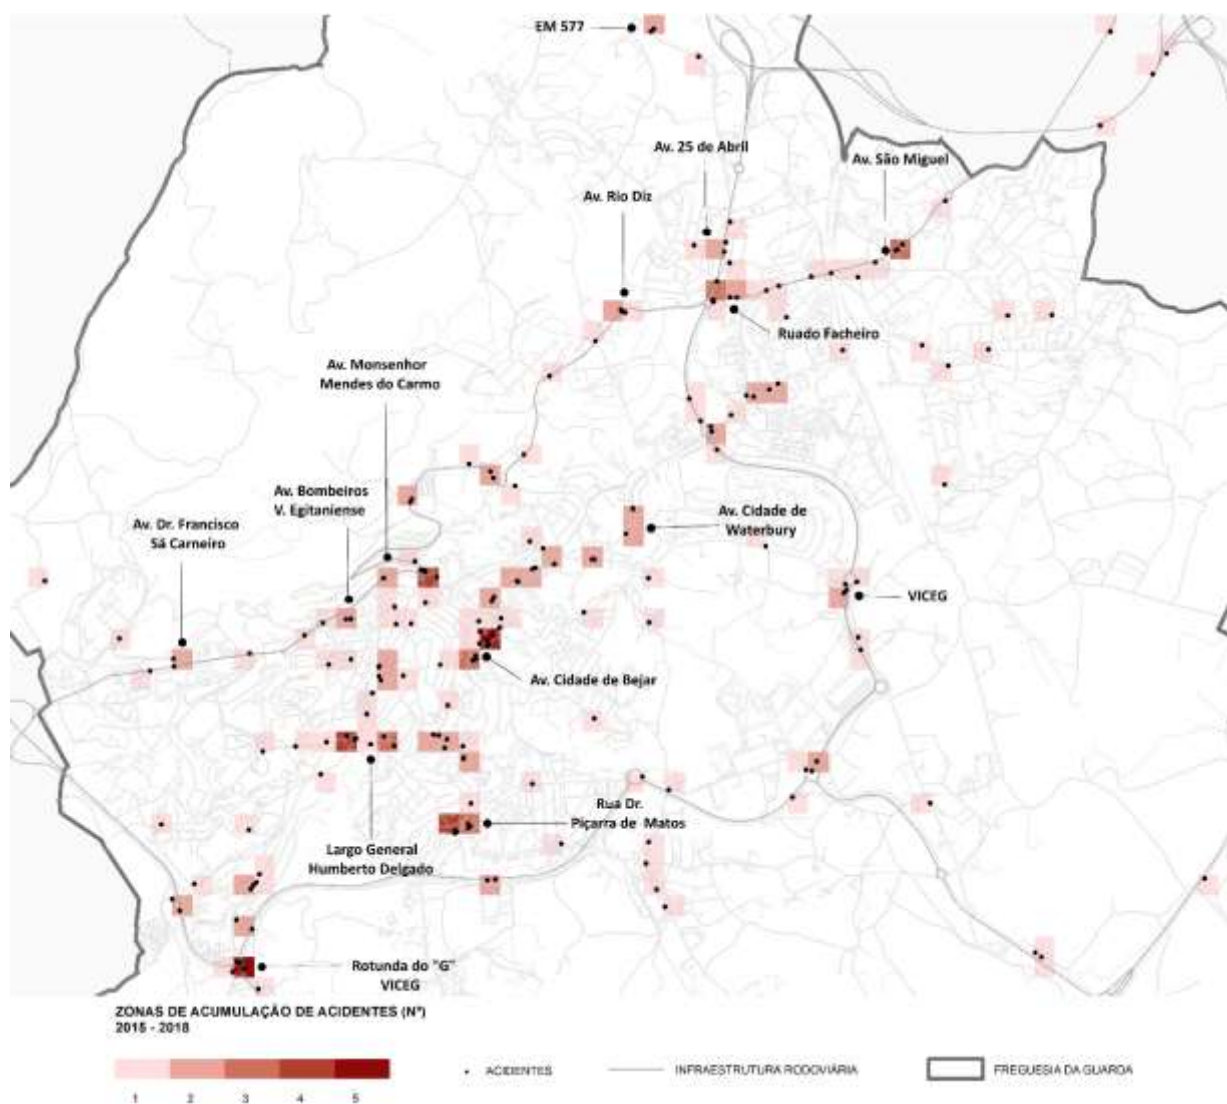 EM 577
Av. 25 de Abril
Av. São Miguel
Av. Rio Diz
Ruado Facheiro
Av. Monsenhor
Mendes do Carmo
Av. Bombeiros
V. Egitaniense
Av. Dr. Francisco
Sá Carneiro
Av. Cidade de
Waterbury
VICEG
Av. Cidade de Bejar
Rua Dr.
Piçarra de Matos
Largo General
Humberto Delgado
Rotunda do "G"
VICEG
ZONAS DE ACUMULAÇÃO DE ACIDENTES (Nº)
2015 - 2018
ACIDENTES
INFRAESTRUTURA RODOVIÁRIA
FREGUESIA DA GUARDA
1 2 3 4 5